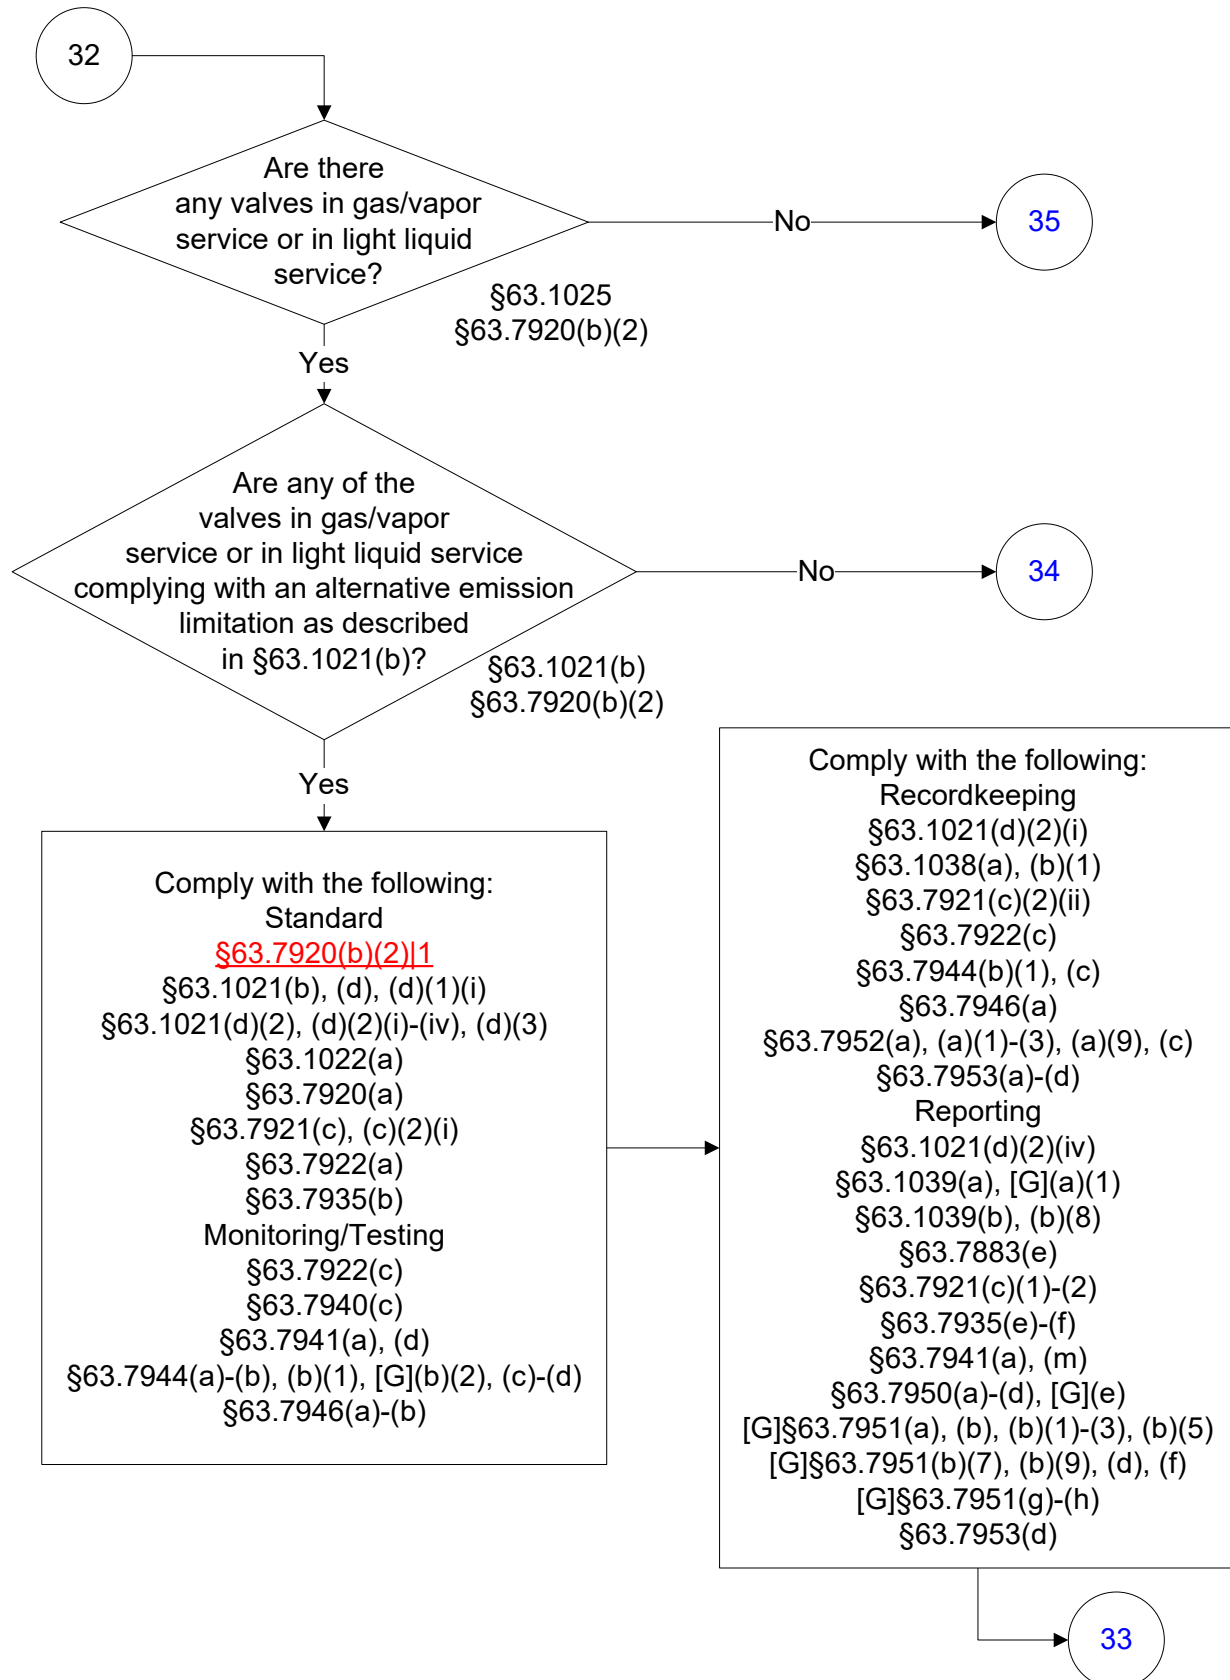 32
Are there
any valves in gas/vapor
service or in light liquid
service?
No
35
§63.1025
§63.7920(b)(2)
Yes
Are any of the
valves in gas/vapor
service or in light liquid service
complying with an alternative emission
limitation as described
in §63.1021(b)?
No
34
§63.1021(b)
§63.7920(b)(2)
Yes
Comply with the following:
Standard
§63.7920(b)(2)|1
§63.1021(b), (d), (d)(1)(i)
§63.1021(d)(2), (d)(2)(i)-(iv), (d)(3)
§63.1022(a)
§63.7920(a)
§63.7921(c), (c)(2)(i)
§63.7922(a)
§63.7935(b)
Monitoring/Testing
§63.7922(c)
§63.7940(c)
§63.7941(a), (d)
§63.7944(a)-(b), (b)(1), [G](b)(2), (c)-(d)
§63.7946(a)-(b)
Comply with the following:
Recordkeeping
§63.1021(d)(2)(i)
§63.1038(a), (b)(1)
§63.7921(c)(2)(ii)
§63.7922(c)
§63.7944(b)(1), (c)
§63.7946(a)
§63.7952(a), (a)(1)-(3), (a)(9), (c)
§63.7953(a)-(d)
Reporting
§63.1021(d)(2)(iv)
§63.1039(a), [G](a)(1)
§63.1039(b), (b)(8)
§63.7883(e)
§63.7921(c)(1)-(2)
§63.7935(e)-(f)
§63.7941(a), (m)
§63.7950(a)-(d), [G](e)
[G]§63.7951(a), (b), (b)(1)-(3), (b)(5)
[G]§63.7951(b)(7), (b)(9), (d), (f)
[G]§63.7951(g)-(h)
§63.7953(d)
33